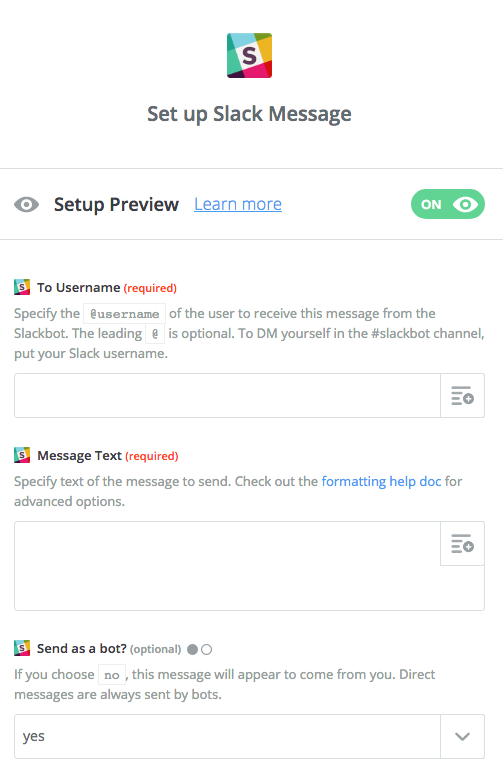 S
Set up Slack Message
Setup Preview Learn more ON
To Username (required)
Specify the @username of the user to receive this message from the
Slackbot. The leading @ is optional. To DM yourself in the #slackbot channel,
put your Slack username.
Message Text (required)
Specify text of the message to send. Check out the formatting help doc for
advanced options.
Send as a bot? (optional)
If you choose no, this message will appear to come from you. Direct
messages are always sent by bots.
yes